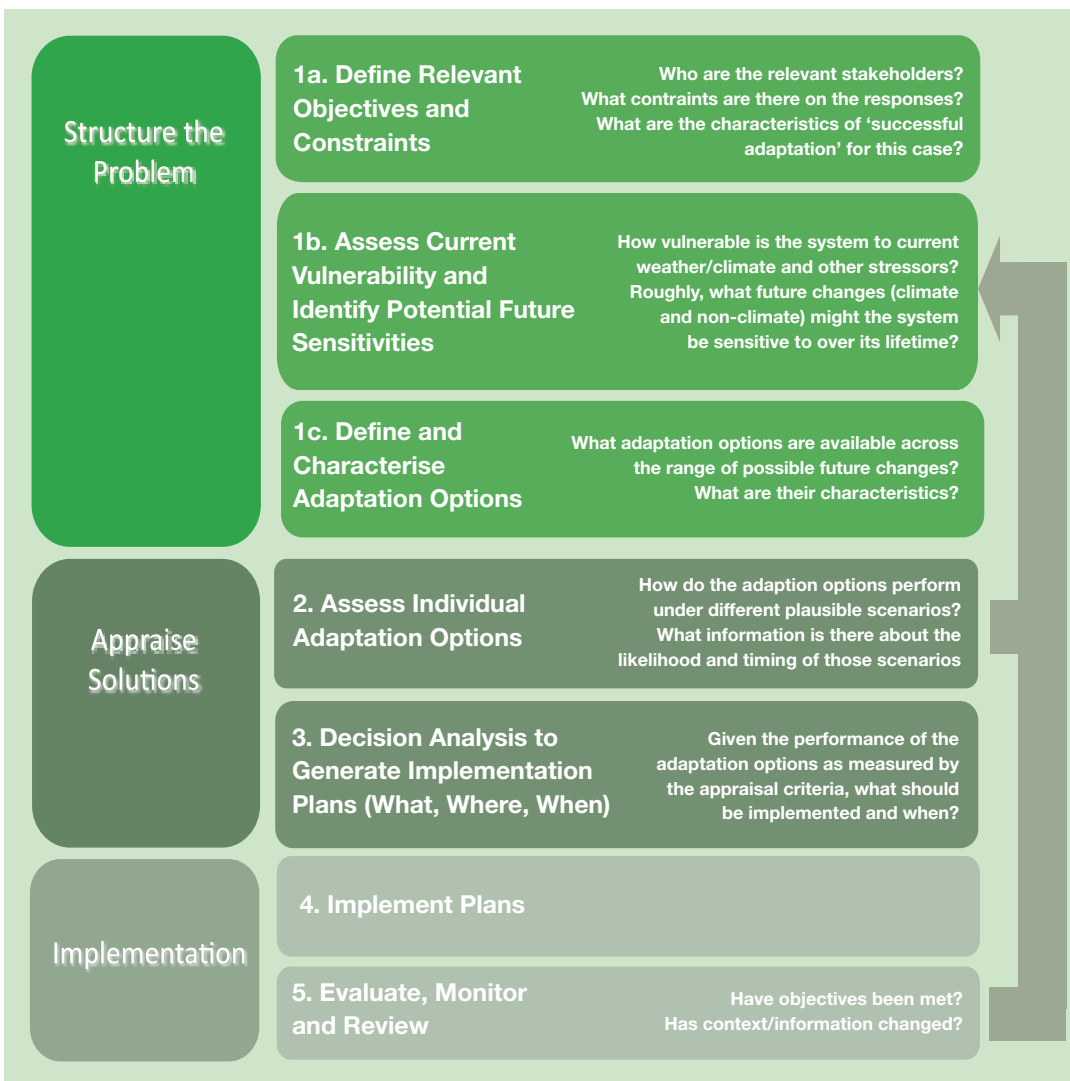 Structure the
Problem
1a. Define Relevant
Objectives and
Constraints
Who are the relevant stakeholders?
What contraints are there on the responses?
What are the characteristics of ‘successful
adaptation’ for this case?
1b. Assess Current
Vulnerability and
Identify Potential Future
Sensitivities
How vulnerable is the system to current
weather/climate and other stressors?
Roughly, what future changes (climate
and non-climate) might the system
be sensitive to over its lifetime?
1c. Define and
Characterise
Adaptation Options
What adaptation options are available across
the range of possible future changes?
What are their characteristics?
Appraise
Solutions
2. Assess Individual
Adaptation Options
How do the adaption options perform
under different plausible scenarios?
What information is there about the
likelihood and timing of those scenarios
3. Decision Analysis to
Generate Implementation
Plans (What, Where, When)
Given the performance of the
adaptation options as measured by
the appraisal criteria, what should
be implemented and when?
Implementation
4. Implement Plans
5. Evaluate, Monitor
and Review
Have objectives been met?
Has context/information changed?